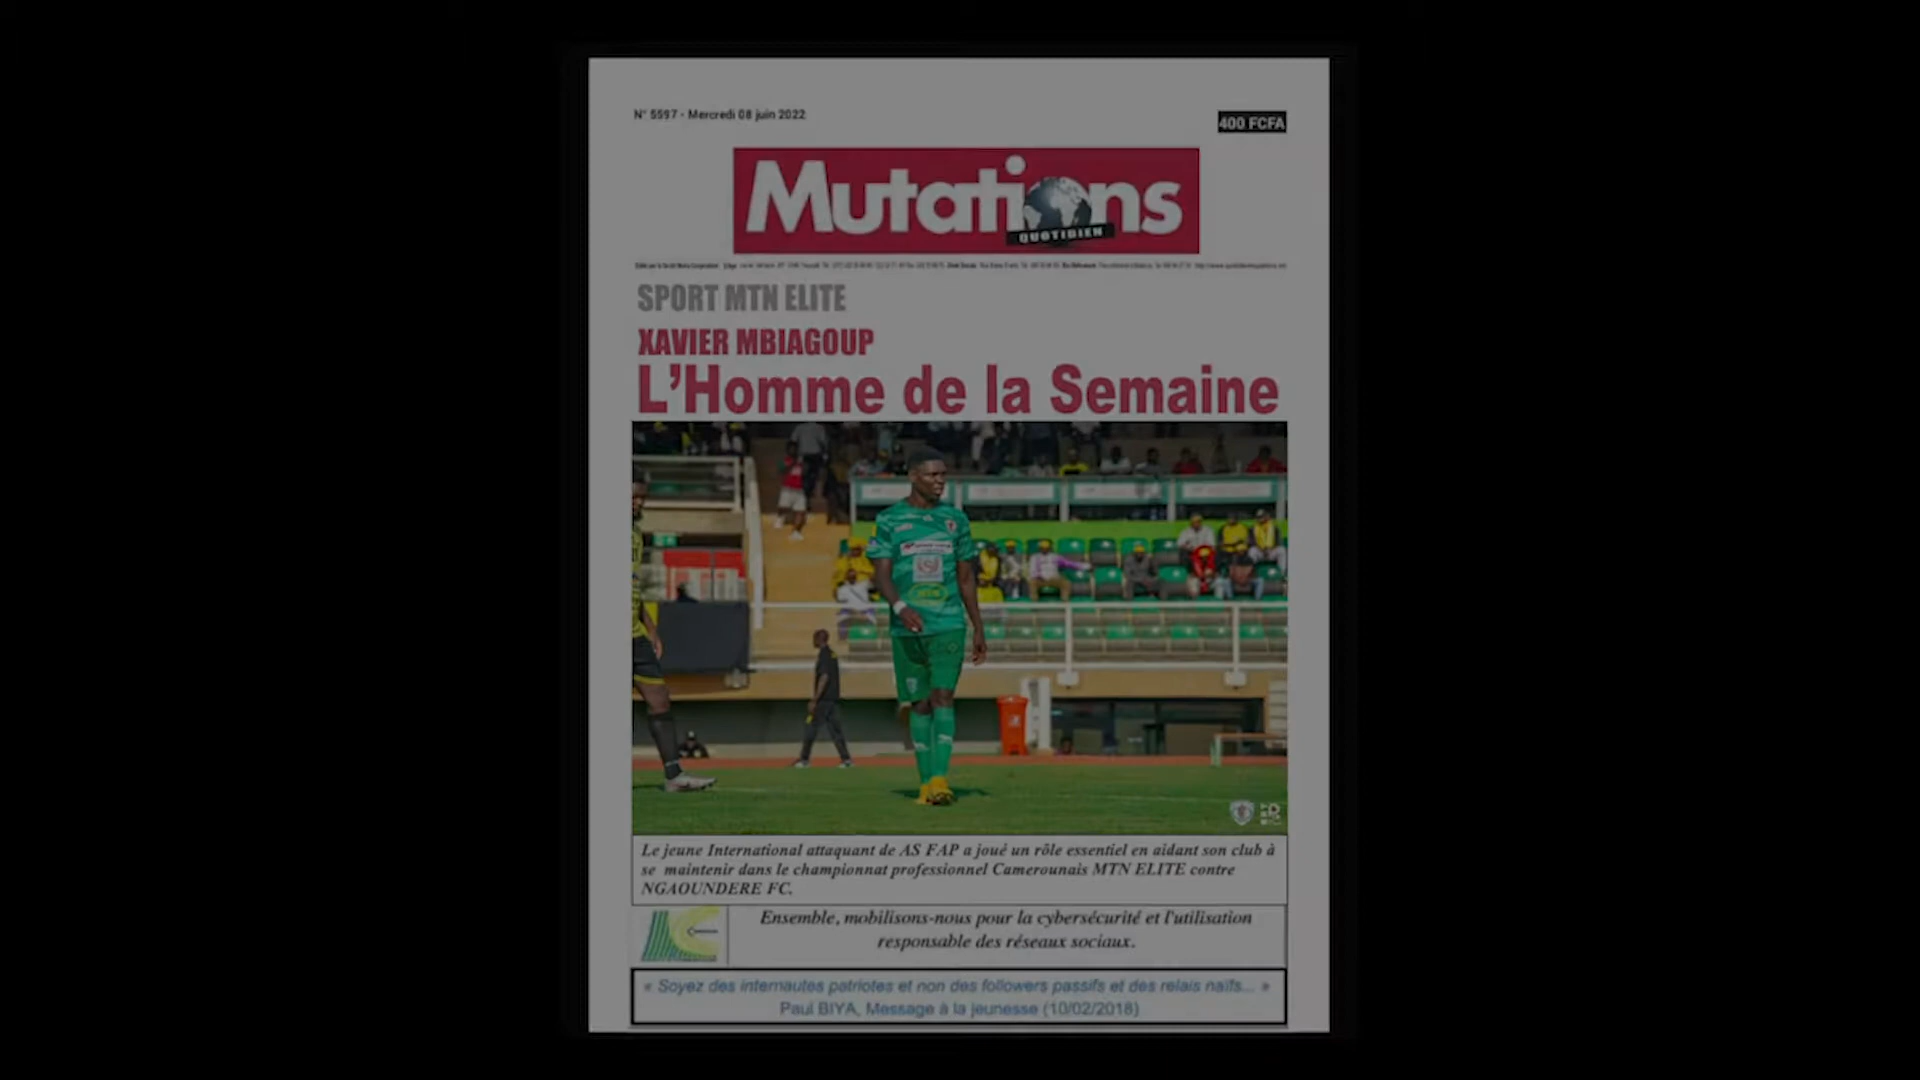 N° 5597 - Mercredi 08 juin 2022
400 FCFA
Mutations
QUOTIDIEN
SPORT MTN ELITE
XAVIER MBIAGOUP
L'Homme de la Semaine
Le jeune International attaquant de AS FAP a joué un rôle essentiel en aidant son club à
se maintenir dans le championnat professionnel Camerounais MTN ELITE contre
NGAOUNDERE FC.
Ensemble, mobilisons-nous pour la cybersécurité et l'utilisation
responsable des réseaux sociaux.
« Soyez des internautes patriotes et non des followers passifs et des relais naïfs... »
Paul BIYA, Message à la jeunesse (10/02/2018)